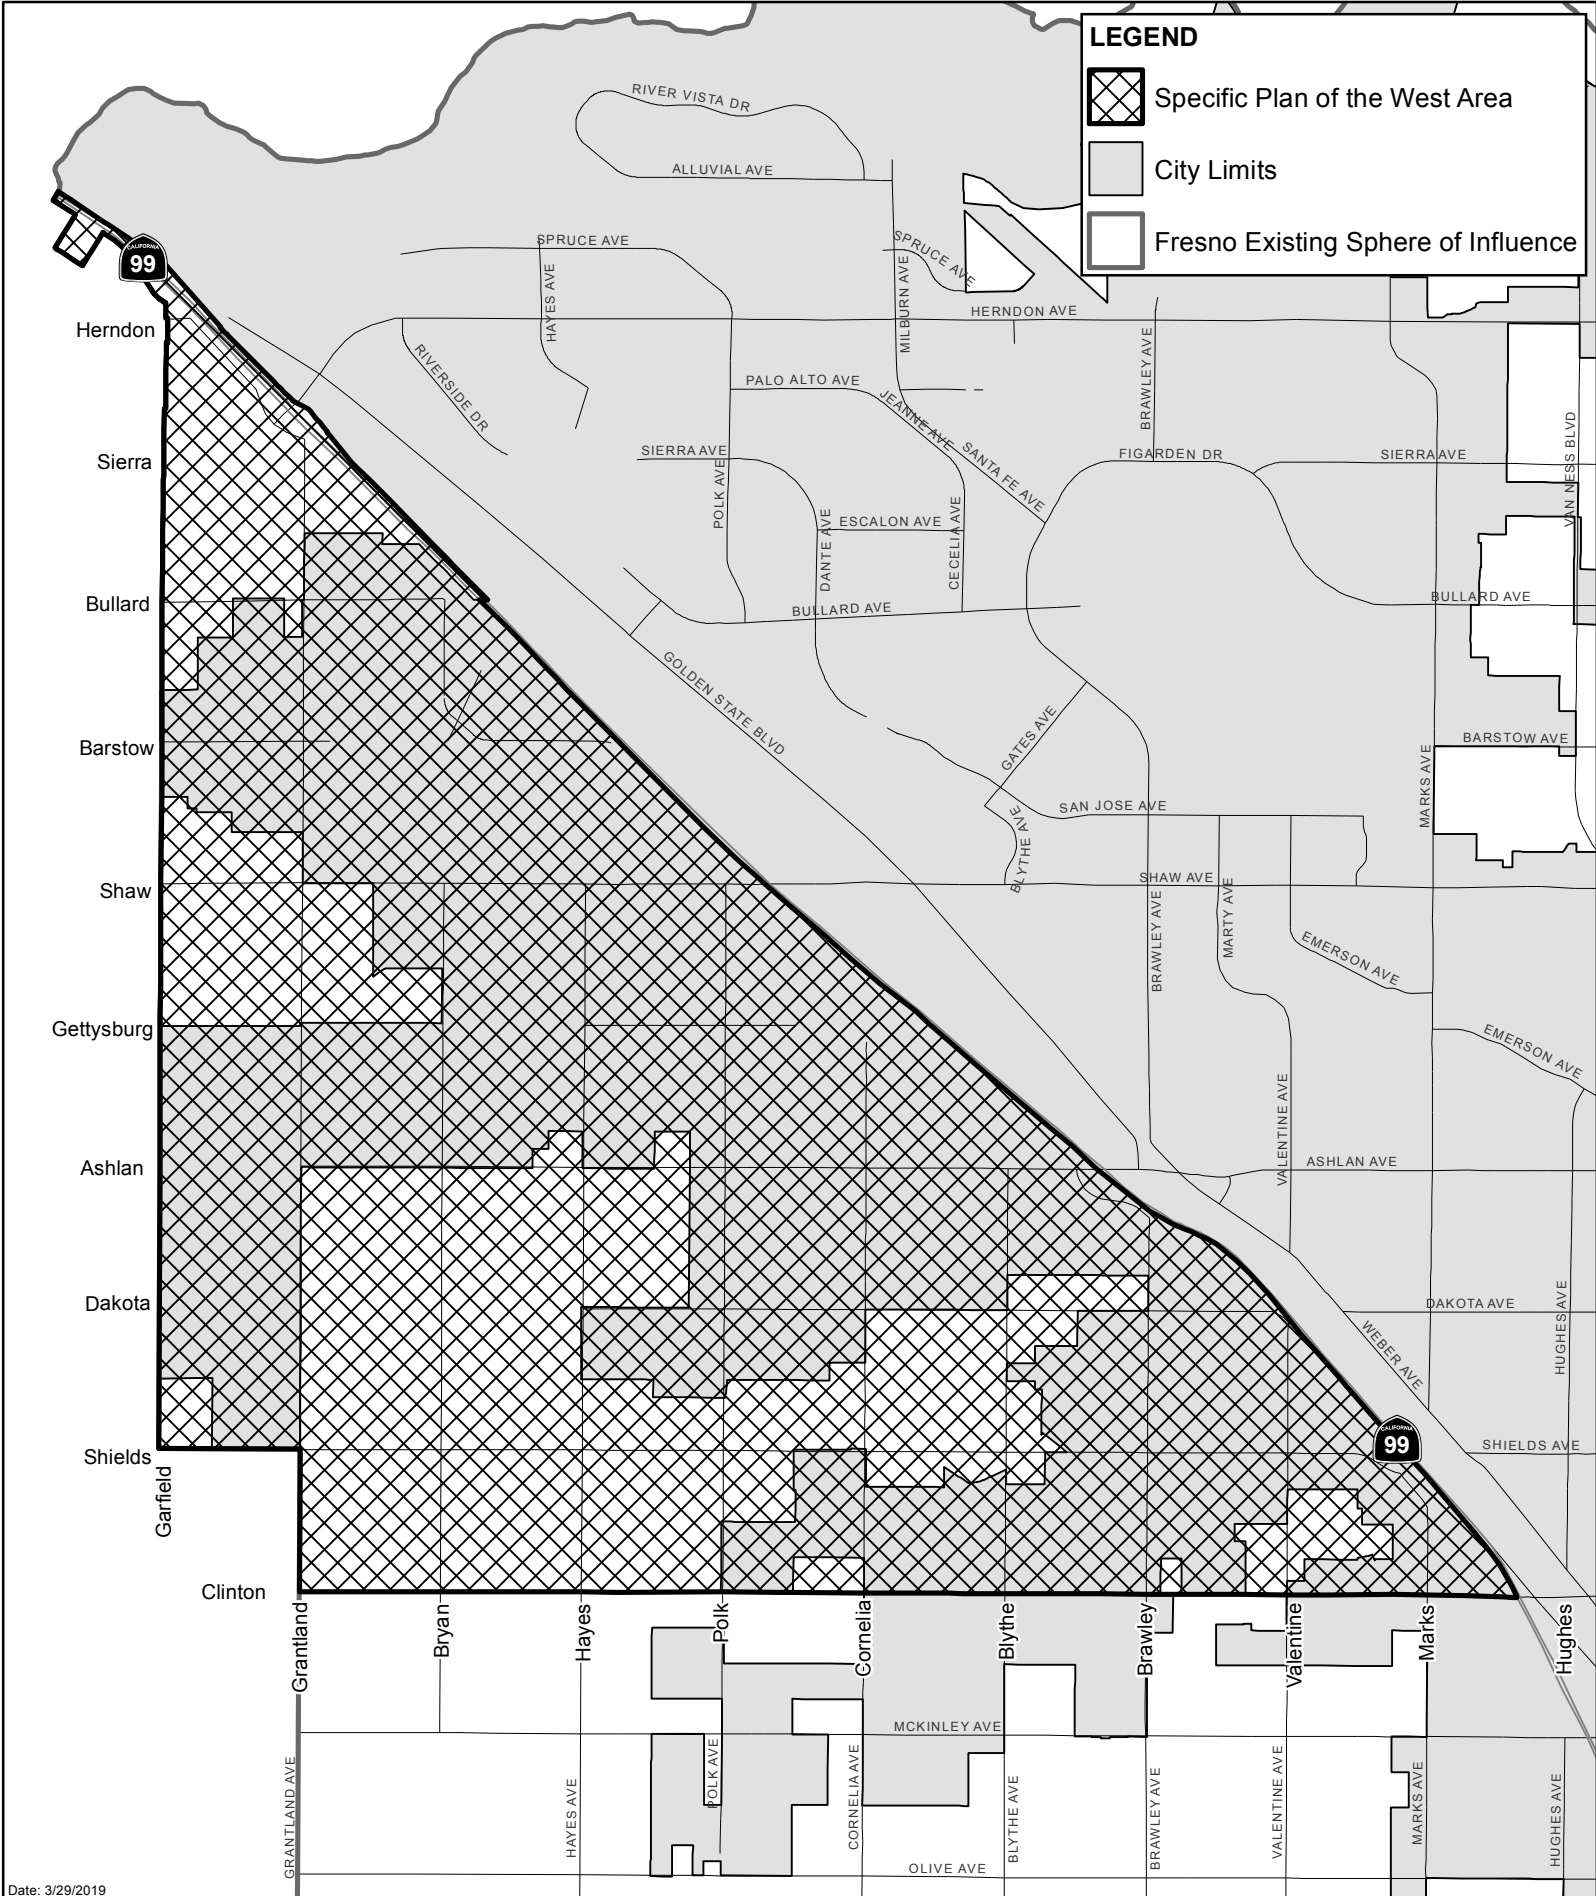 LEGEND
Specific Plan of the West Area
City Limits
Fresno Existing Sphere of Influence
RIVER VISTA DR
ALLUVIAL AVE
SPRUCE AVE
SPRUCE AVE
HAYES AVE
MILBURN AVE
CALIFORNIA
99
HERNDON AVE
Herndon
RIVERSIDE DR
BRAWLEY AVE
PALO ALTO AVE
JEANNE AVE
SANTA FE AVE
VAN NESS BLVD
Sierra
SIERRA AVE
FIGARDEN DR
SIERRA AVE
POLK AVE
ESCALON AVE
DANTE AVE
CECELIA AVE
Bullard
BULLARD AVE
BULLARD AVE
GOLDEN STATE BLVD
GATES AVE
Barstow
BARSTOW AVE
MARKS AVE
SAN JOSE AVE
BLYTHE AVE
Shaw
SHAW AVE
MARTY AVE
BRAWLEY AVE
EMERSON AVE
Gettysburg
EMERSON AVE
VALENTINE AVE
Ashlan
ASHLAN AVE
Dakota
DAKOTA AVE
HUGHES AVE
WEBER AVE
CALIFORNIA
99
Shields
SHIELDS AVE
Garfield
Clinton
Grantland
Bryan
Hayes
Polk
Cornelia
Blythe
Brawley
Valentine
Marks
Hughes
MCKINLEY AVE
GRANTLAND AVE
HAYES AVE
POLK AVE
CORNELIA AVE
BLYTHE AVE
BRAWLEY AVE
VALENTINE AVE
MARKS AVE
HUGHES AVE
OLIVE AVE
Date: 3/29/2019